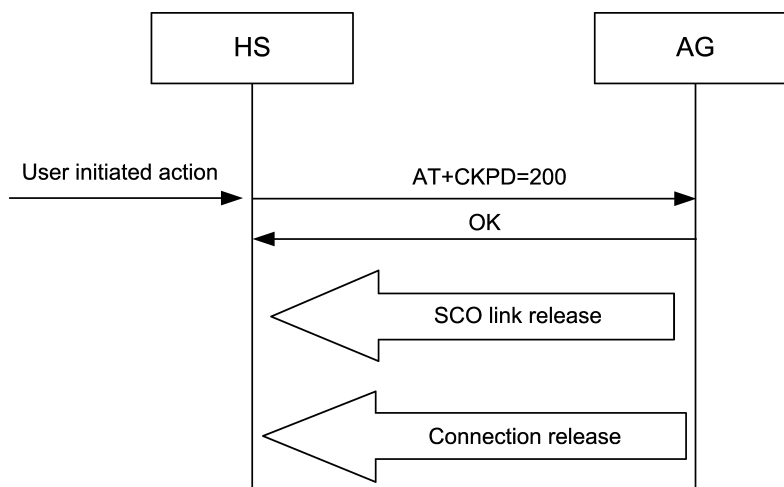 HS
AG
User initiated action
AT+CKPD=200
OK
SCO link release
Connection release